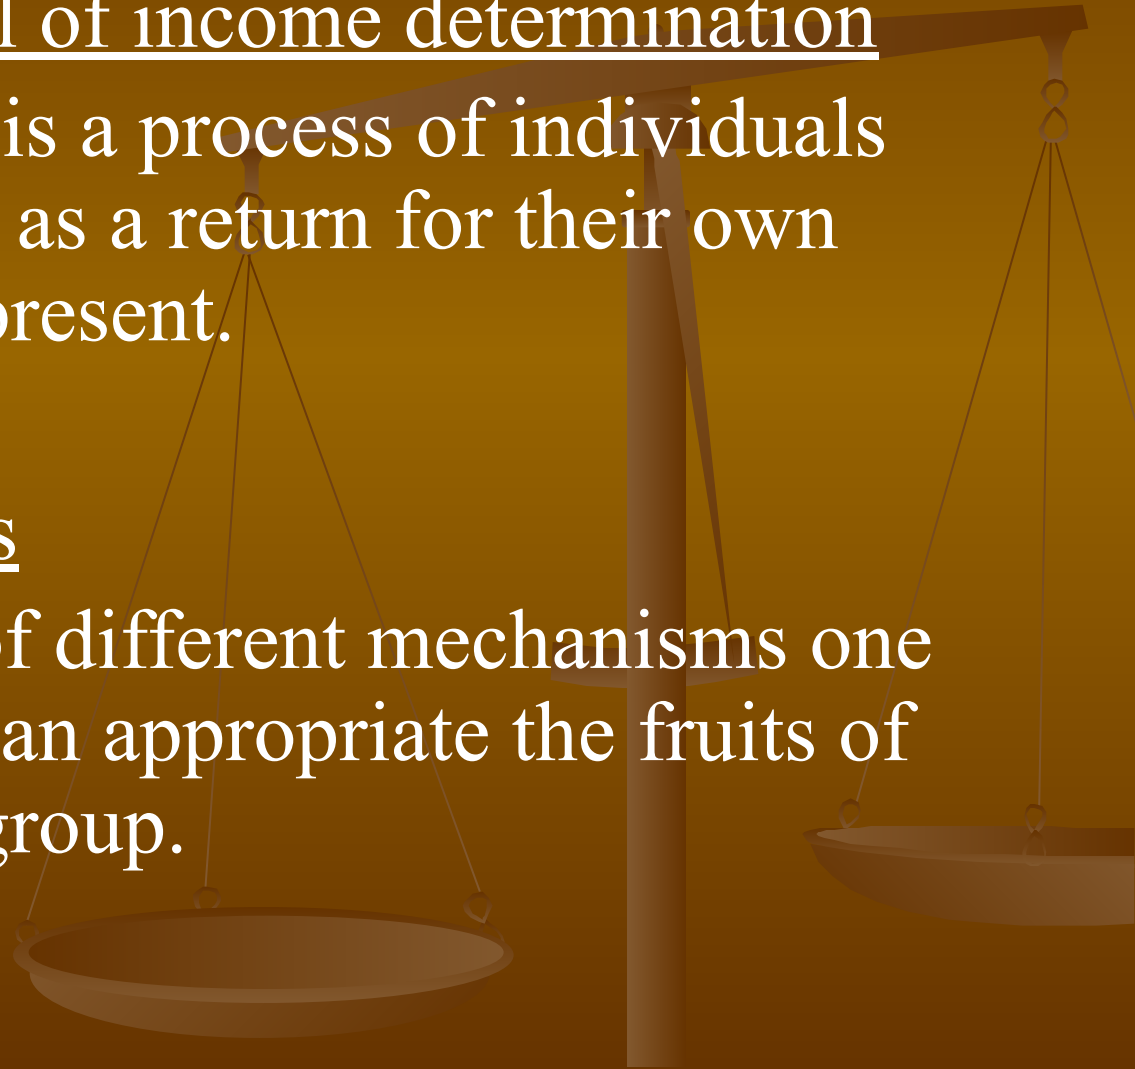 of income determination
is a process of individuals
as a return for their own
present.
of different mechanisms one
an appropriate the fruits of
group.